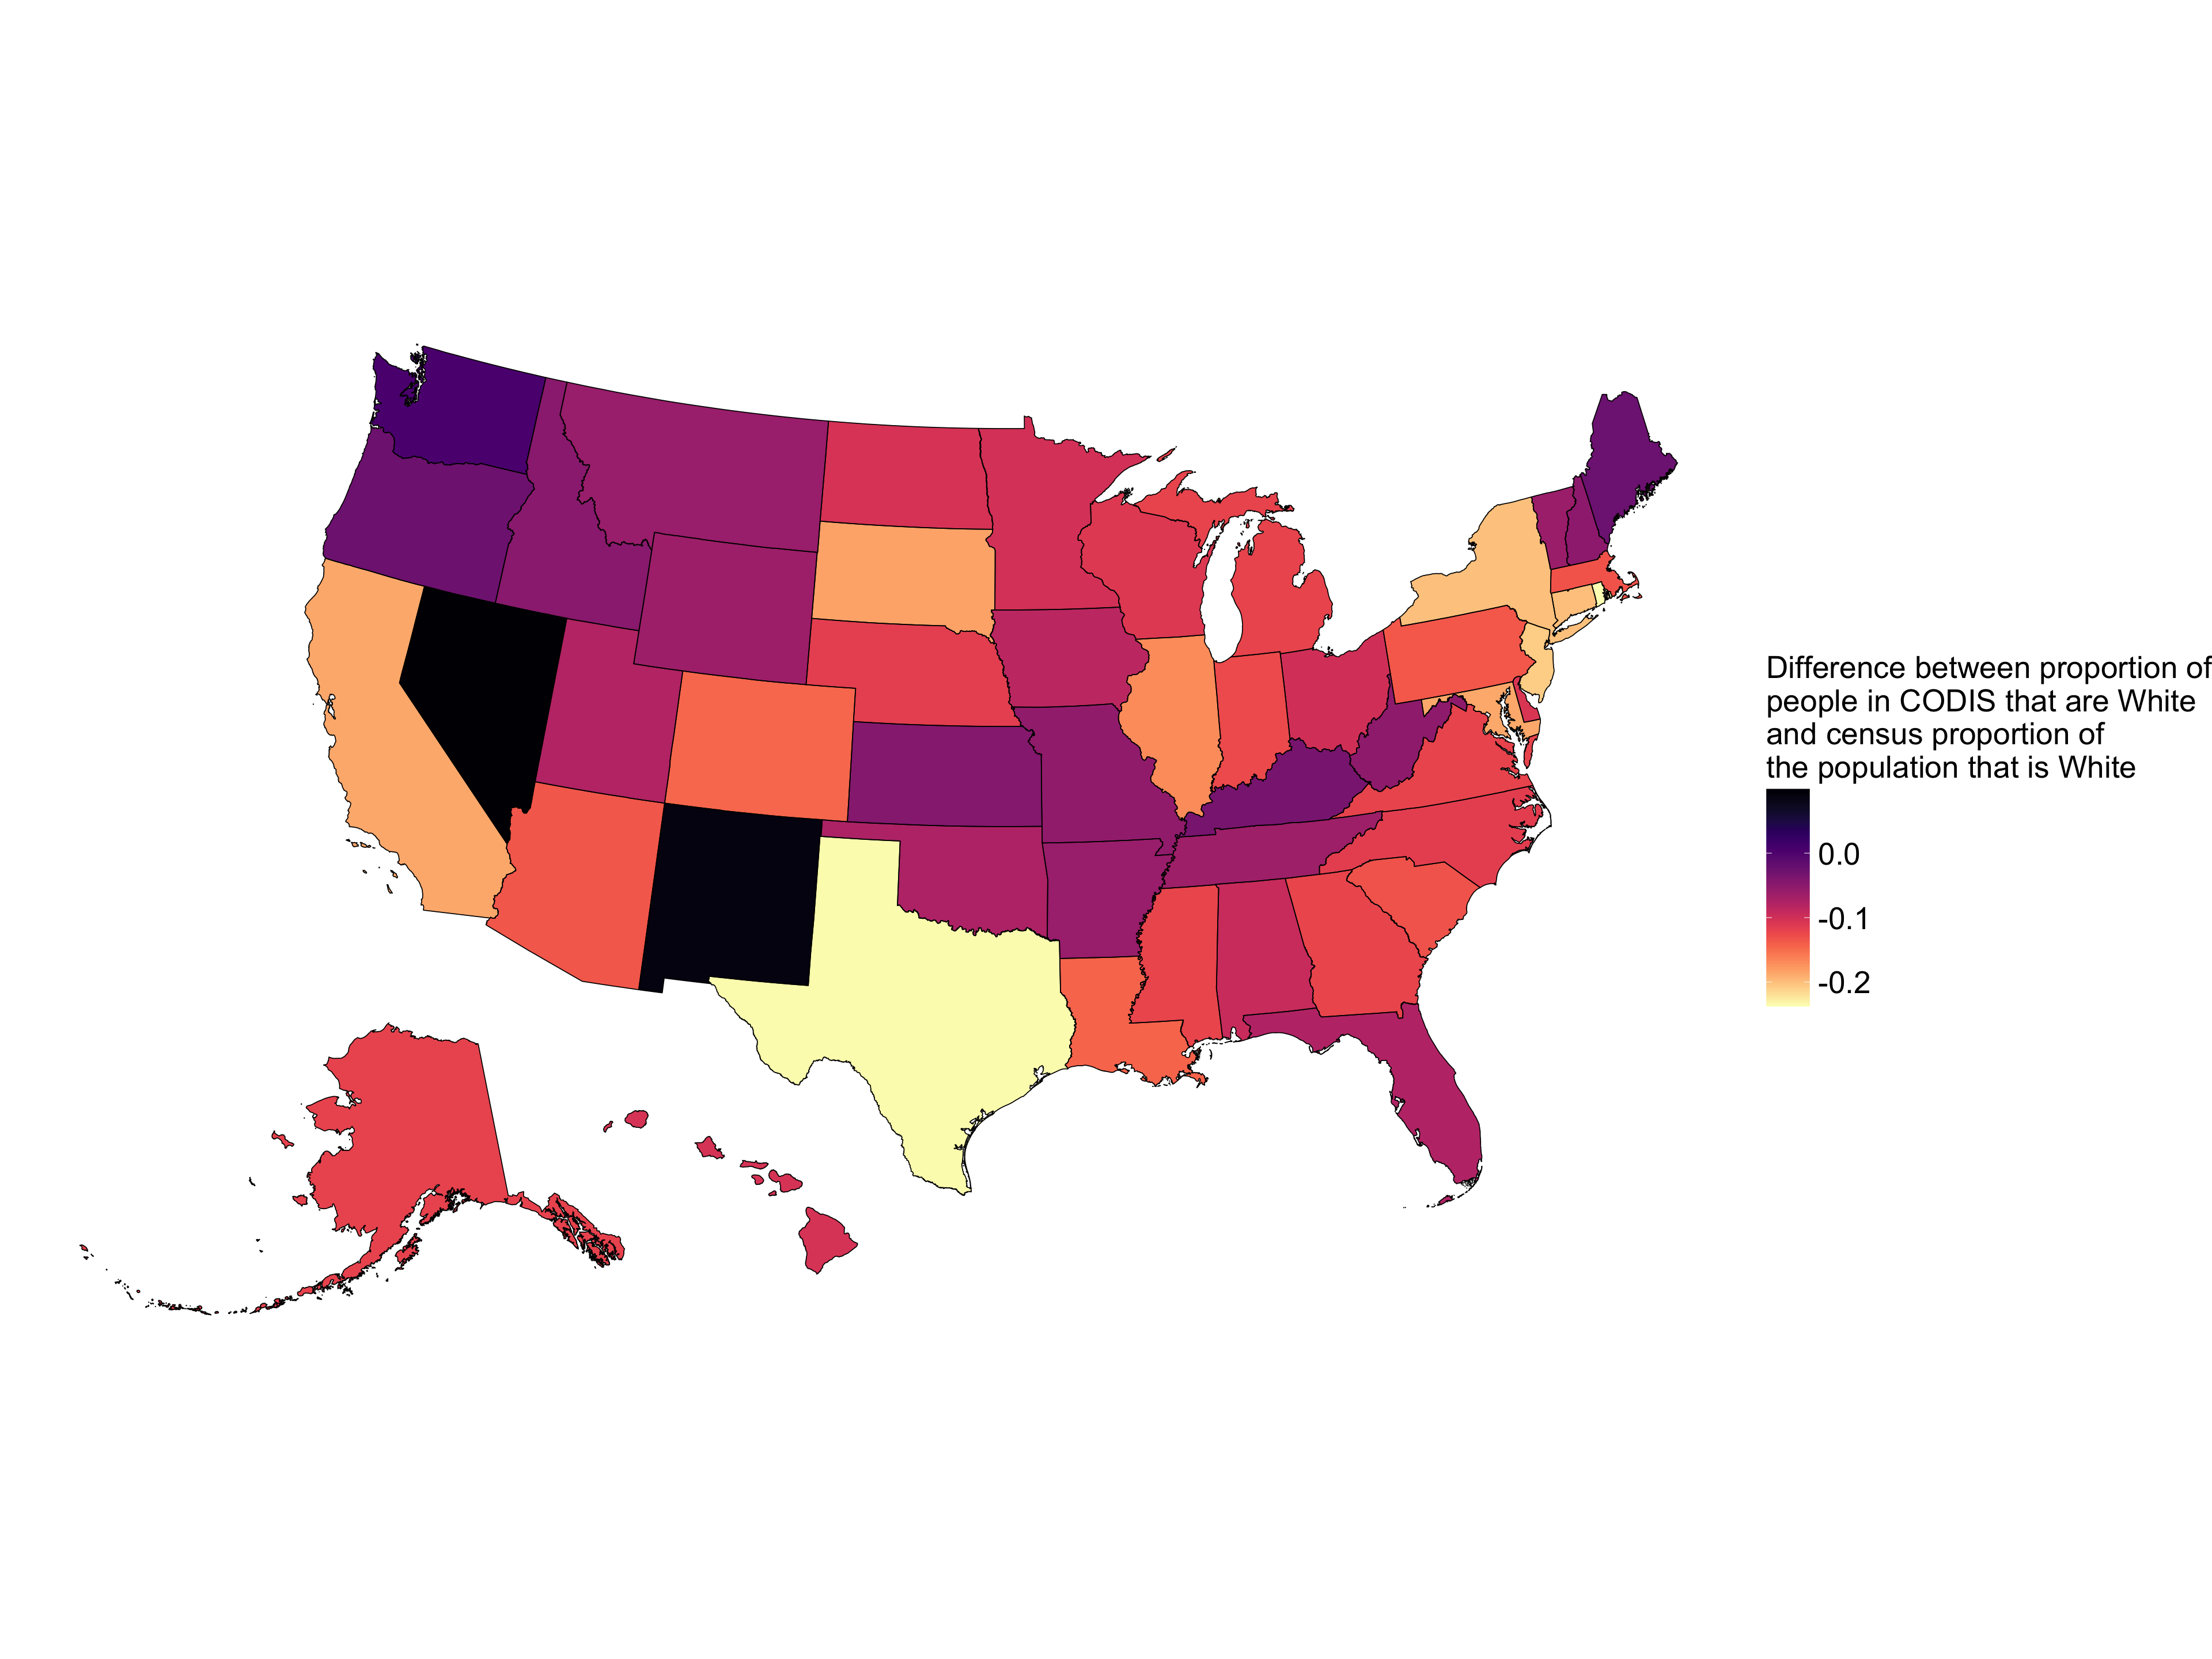 Difference between proportion of
people in CODIS that are White
and census proportion of
the population that is White
0.0
-0.1
-0.2